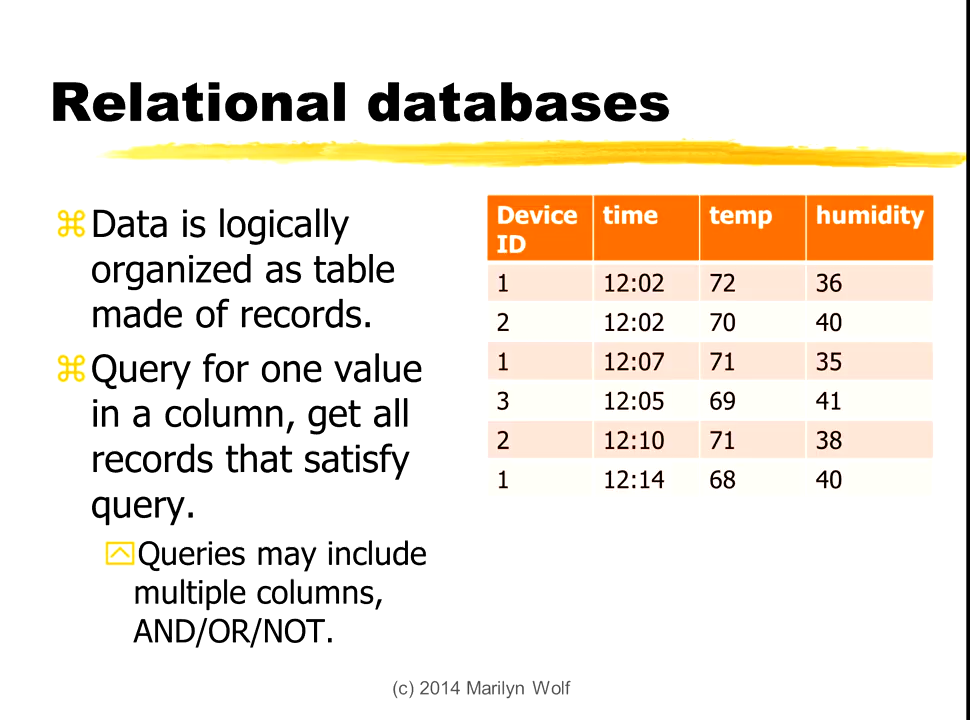 Relational databases
⌘Data is logically
organized as table
made of records.
⌘Query for one value
in a column, get all
records that satisfy
query.
Queries may include
multiple columns,
AND/OR/NOT.
Device ID time temp humidity
1 12:02 72 36
2 12:02 70 40
1 12:07 71 35
3 12:05 69 41
2 12:10 71 38
1 12:14 68 40
(c) 2014 Marilyn Wolf